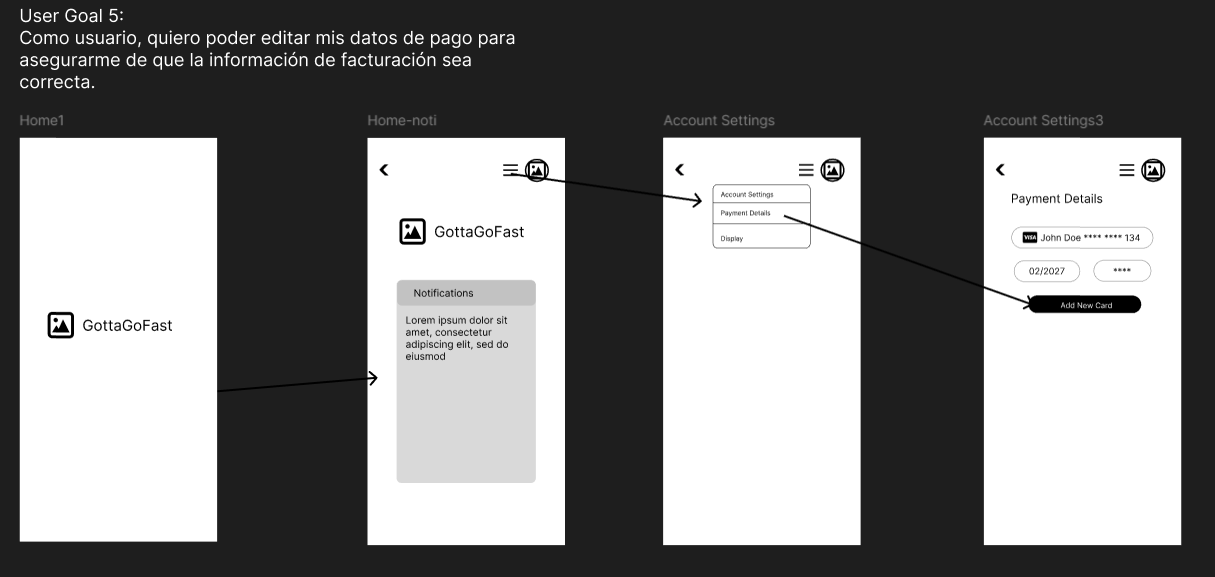 User Goal 5:
Como usuario, quiero poder editar mis datos de pago para
asegurarme de que la información de facturación sea
correcta.
Home1
Home-noti
Account Settings
Account Settings3
GottaGoFast
GottaGoFast
Notifications
Lorem ipsum dolor sit
amet, consectetur
adipiscing elit, sed do
eiusmod
Account Settings
Payment Details
Display
Payment Details
VISA John Doe **** **** 134
02/2027
****
Add New Card